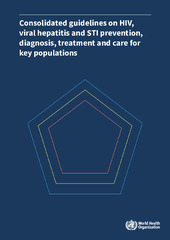 Consolidated guidelines on HIV,
viral hepatitis and STI prevention,
diagnosis, treatment and care for
key populations
World Health
Organization